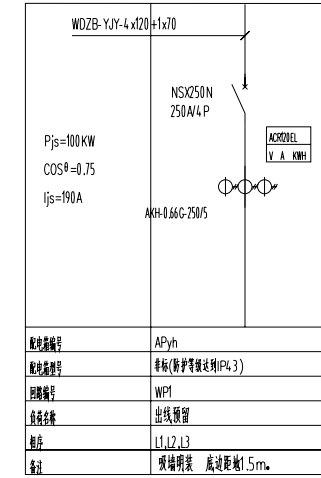 WDZB-YJY-4x120+1x70
NSX250N
250A/4P
ACR120EL
V A KWH
Pjs=100KW
COSθ=0.75
Ijs=190A
AKH-0.66G-250/5
配电箱编号 APyh
配电箱型号 非标(防护等级达到IP43)
回路编号 WP1
负荷名称 出线预留
相序 L1,L2,L3
备注 吸墙明装 底边距地1.5m。